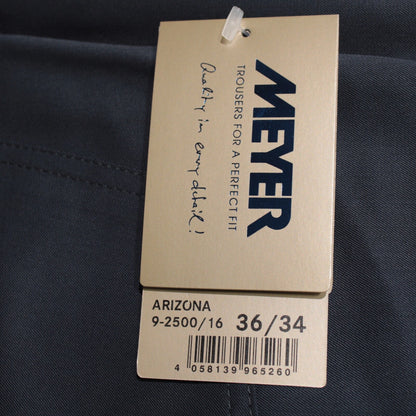 MEYER
TROUSERS FOR A PERFECT FIT
Quality in every detail!
ARIZONA
9-2500/16 36/34
4 058139 965260